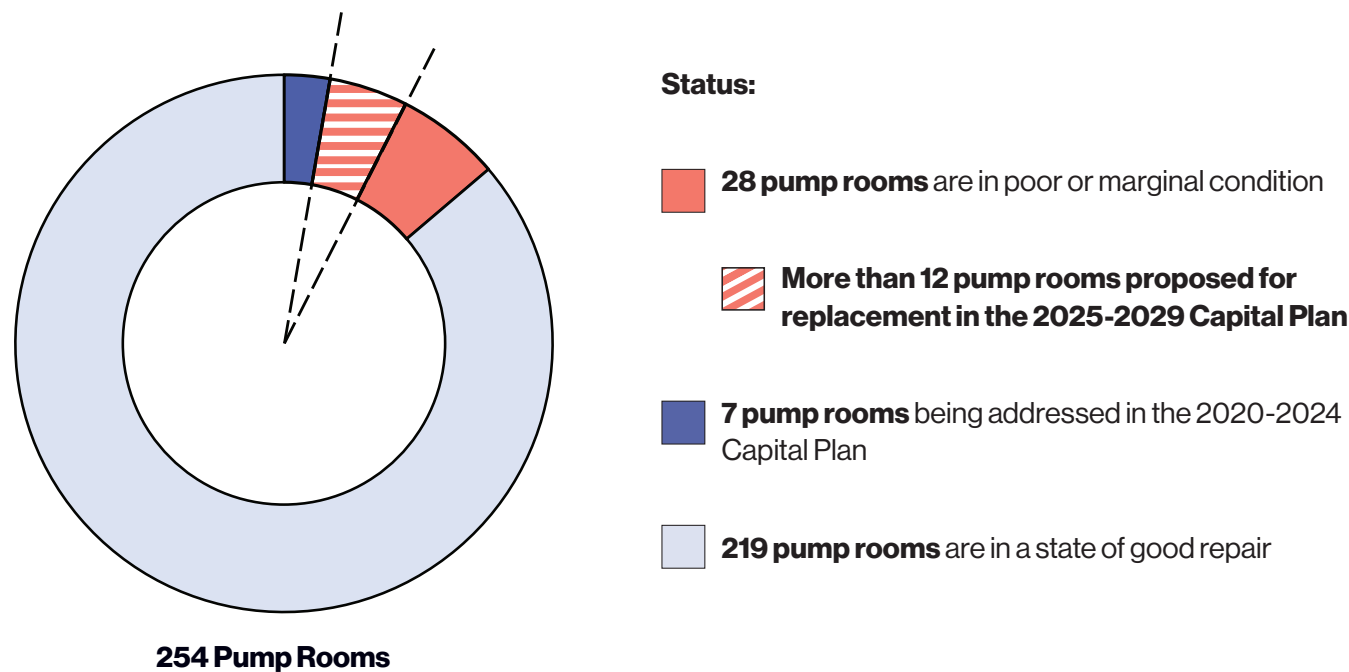 Status:
28 pump rooms are in poor or marginal condition
More than 12 pump rooms proposed for
replacement in the 2025-2029 Capital Plan
7 pump rooms being addressed in the 2020-2024
Capital Plan
219 pump rooms are in a state of good repair
254 Pump Rooms